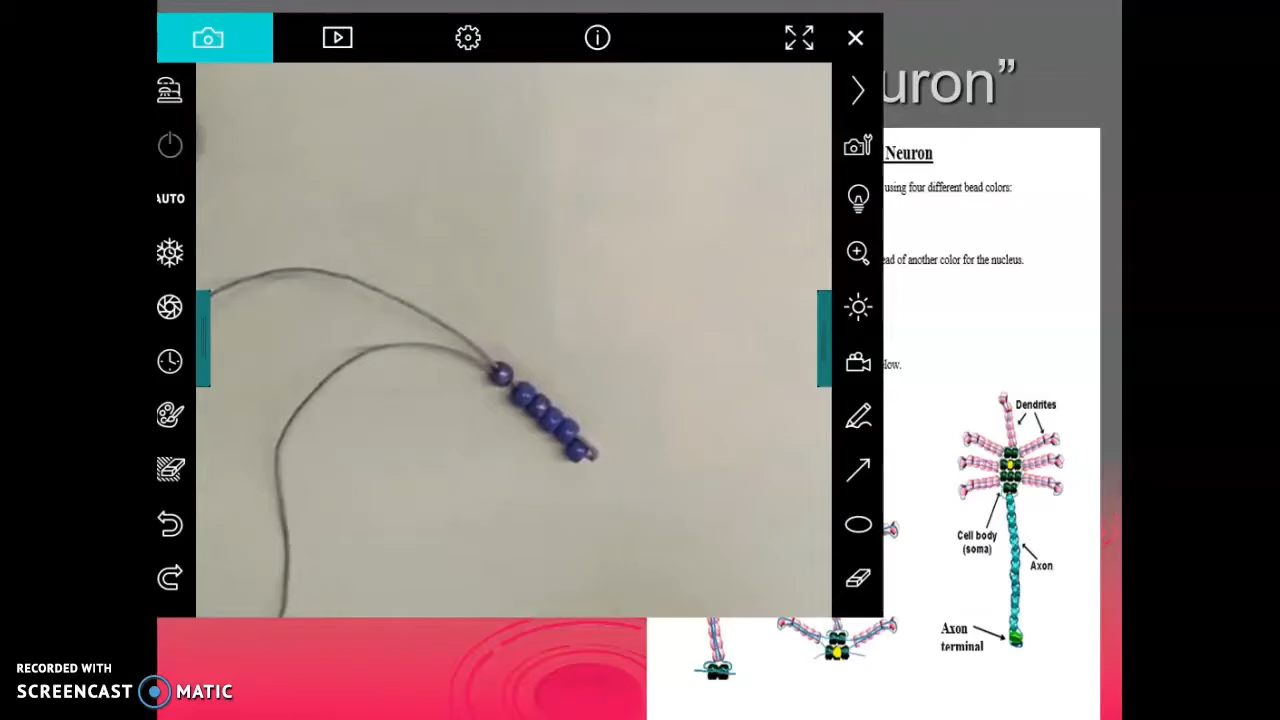 uron”
Neuron
using four different bead colors:
ead of another color for the nucleus.
AUTO
low.
Dendrites
Cell body
(soma)
Axon
Axon
terminal
RECORDED WITH
SCREENCAST MATIC